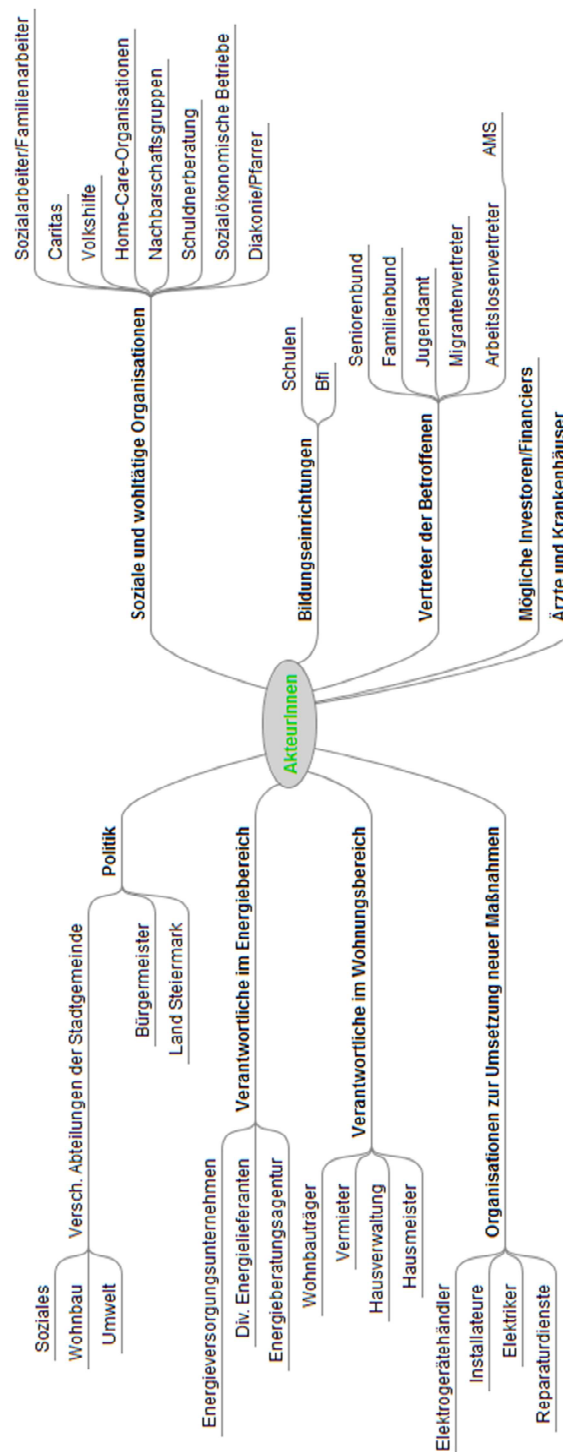 AkteurInnen
Politik
Versch. Abteilungen der Stadtgemeinde
Soziales
Wohnbau
Umwelt
Bürgermeister
Land Steiermark
Verantwortliche im Energiebereich
Energieversorgungsunternehmen
Div. Energielieferanten
Energieberatungsagentur
Verantwortliche im Wohnungsbereich
Wohnbauträger
Vermieter
Hausverwaltung
Hausmeister
Organisationen zur Umsetzung neuer Maßnahmen
Elektrogerätehändler
Installateure
Elektriker
Reparaturdienste
Soziale und wohltätige Organisationen
Sozialarbeiter/Familienarbeiter
Caritas
Volkshilfe
Home-Care-Organisationen
Nachbarschaftsgruppen
Schuldnerberatung
Sozialökonomische Betriebe
Diakonie/Pfarrer
Bildungseinrichtungen
Schulen
Bfi
Vertreter der Betroffenen
Seniorenbund
Familienbund
Jugendamt
Migrantenvertreter
Arbeitslosenvertreter
AMS
Mögliche Investoren/Financiers
Ärzte und Krankenhäuser